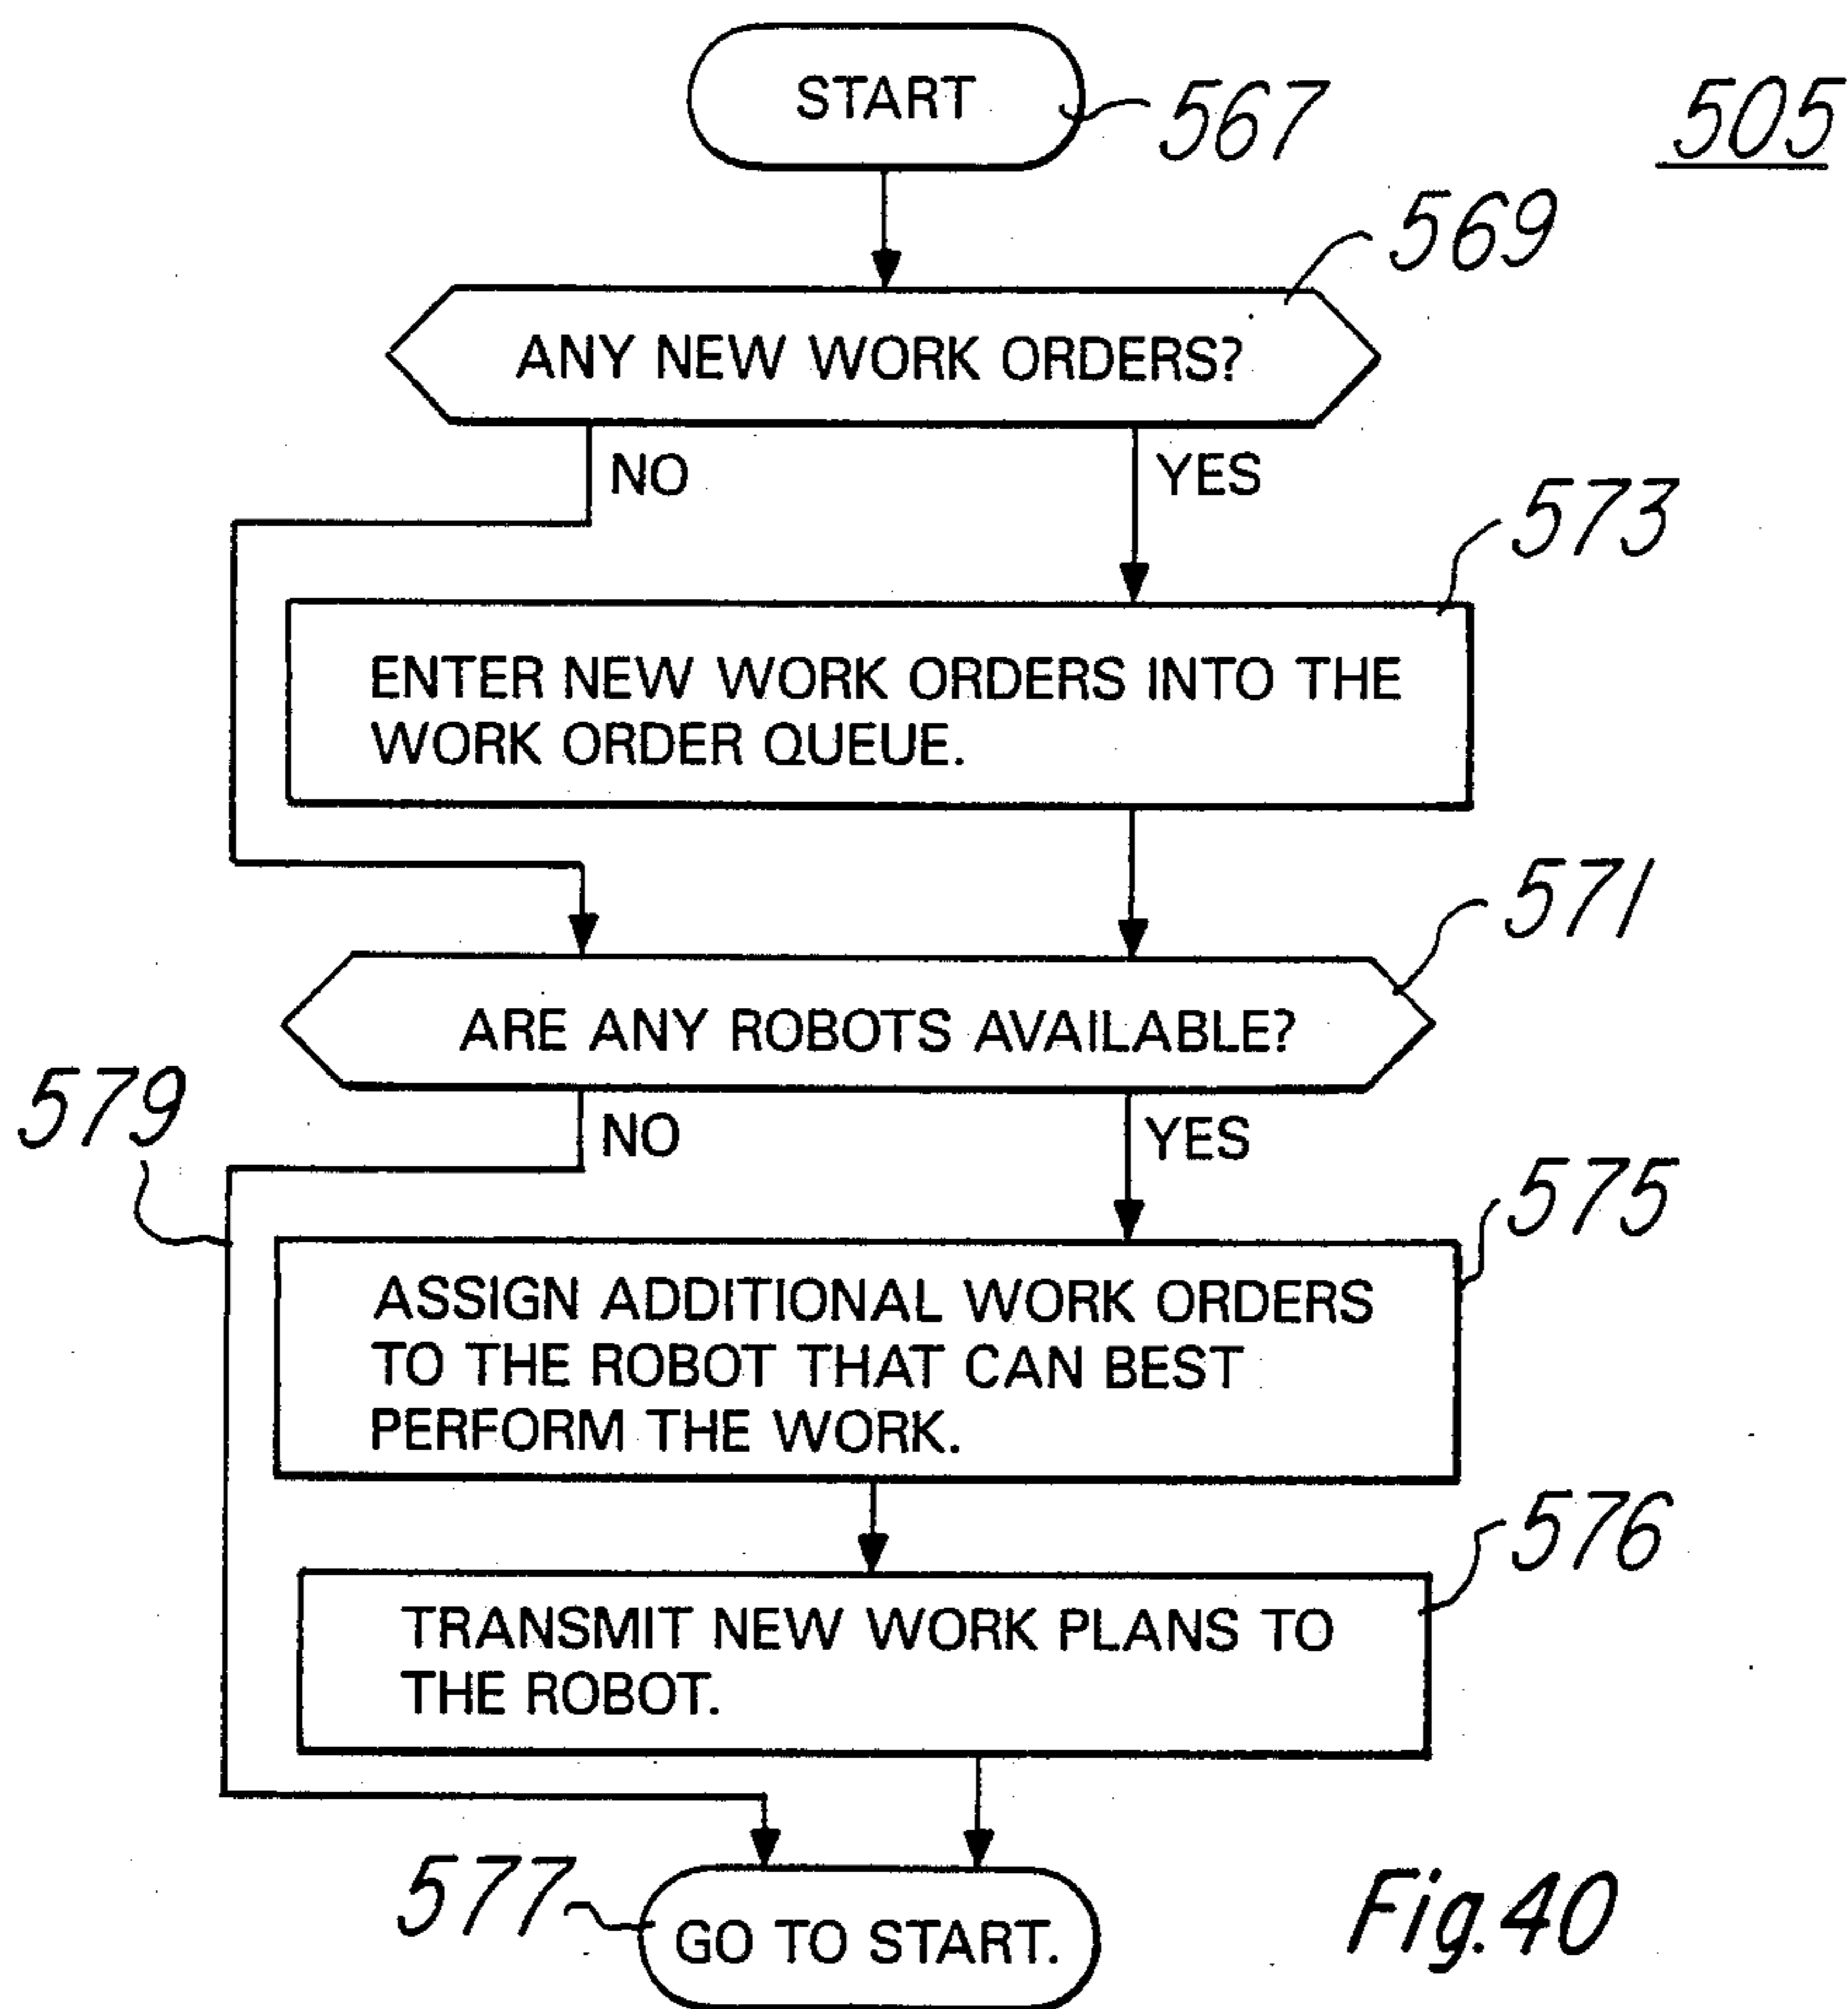 START
567
505
569
ANY NEW WORK ORDERS?
NO
YES
573
ENTER NEW WORK ORDERS INTO THE
WORK ORDER QUEUE.
571
ARE ANY ROBOTS AVAILABLE?
579
NO
YES
575
ASSIGN ADDITIONAL WORK ORDERS
TO THE ROBOT THAT CAN BEST
PERFORM THE WORK.
576
TRANSMIT NEW WORK PLANS TO
THE ROBOT.
577
GO TO START.
Fig.40